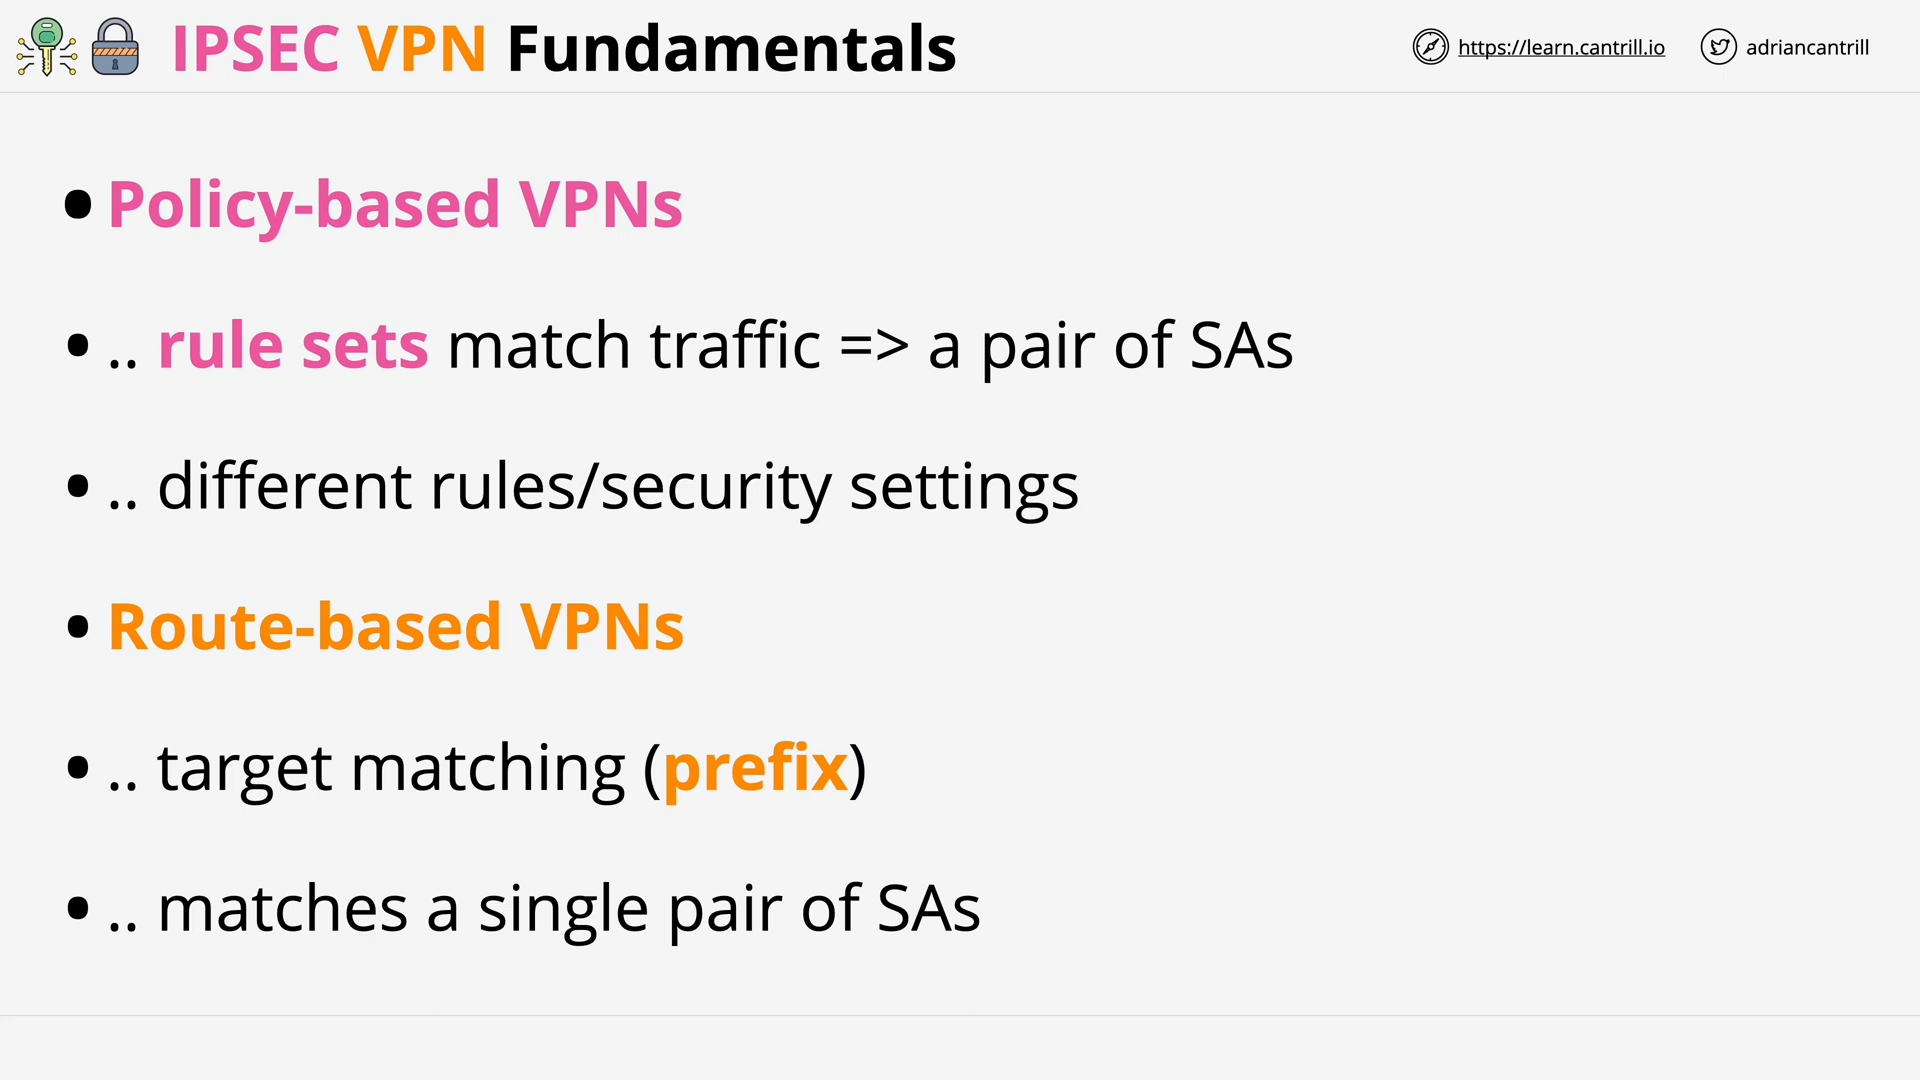 IPSEC VPN Fundamentals
https://learn.cantrill.io
adriancantrill
• Policy-based VPNs
• .. rule sets match traffic => a pair of SAs
• .. different rules/security settings
• Route-based VPNs
• .. target matching (prefix)
• .. matches a single pair of SAs